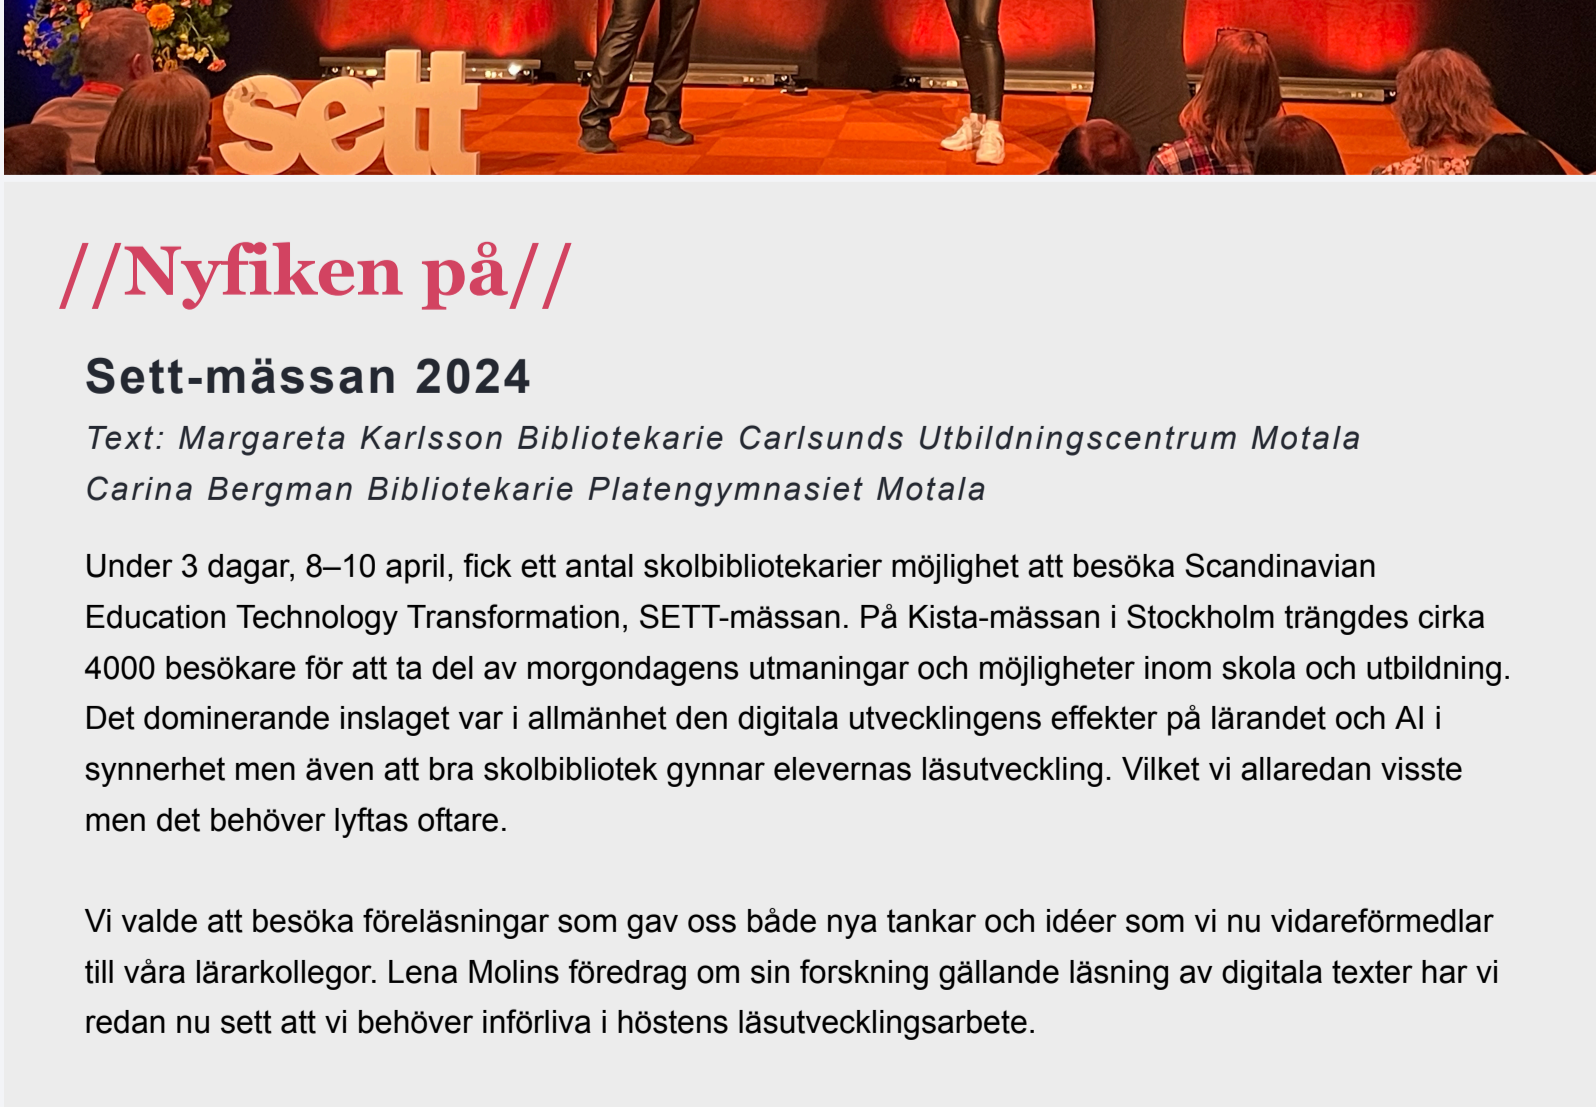 sett
//Nyfiken på//
Sett-mässan 2024
Text: Margareta Karlsson Bibliotekarie Carlsunds Utbildningscentrum Motala
Carina Bergman Bibliotekarie Platengymnasiet Motala
Under 3 dagar, 8–10 april, fick ett antal skolbibliotekarier möjlighet att besöka Scandinavian
Education Technology Transformation, SETT-mässan. På Kista-mässan i Stockholm trängdes cirka
4000 besökare för att ta del av morgondagens utmaningar och möjligheter inom skola och utbildning.
Det dominerande inslaget var i allmänhet den digitala utvecklingens effekter på lärandet och AI i
synnerhet men även att bra skolbibliotek gynnar elevernas läsutveckling. Vilket vi allaredan visste
men det behöver lyftas oftare.
Vi valde att besöka föreläsningar som gav oss både nya tankar och idéer som vi nu vidareförmedlar
till våra lärarkollegor. Lena Molins föredrag om sin forskning gällande läsning av digitala texter har vi
redan nu sett att vi behöver införliva i höstens läsutvecklingsarbete.